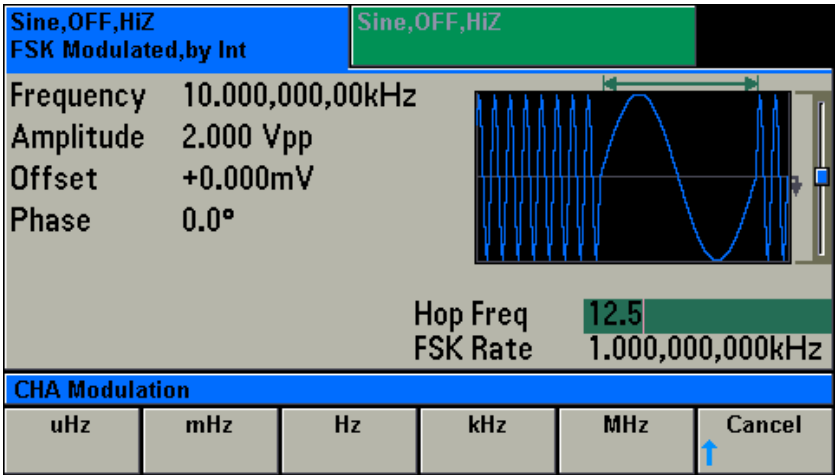 Sine,OFF,HiZ
FSK Modulated,by Int
Sine,OFF,HiZ
Frequency 10.000,000,00kHz
Amplitude 2.000 Vpp
Offset +0.000mV
Phase 0.0°
Hop Freq 12.5
FSK Rate 1.000,000,000kHz
CHA Modulation
uHz mHz Hz kHz MHz Cancel